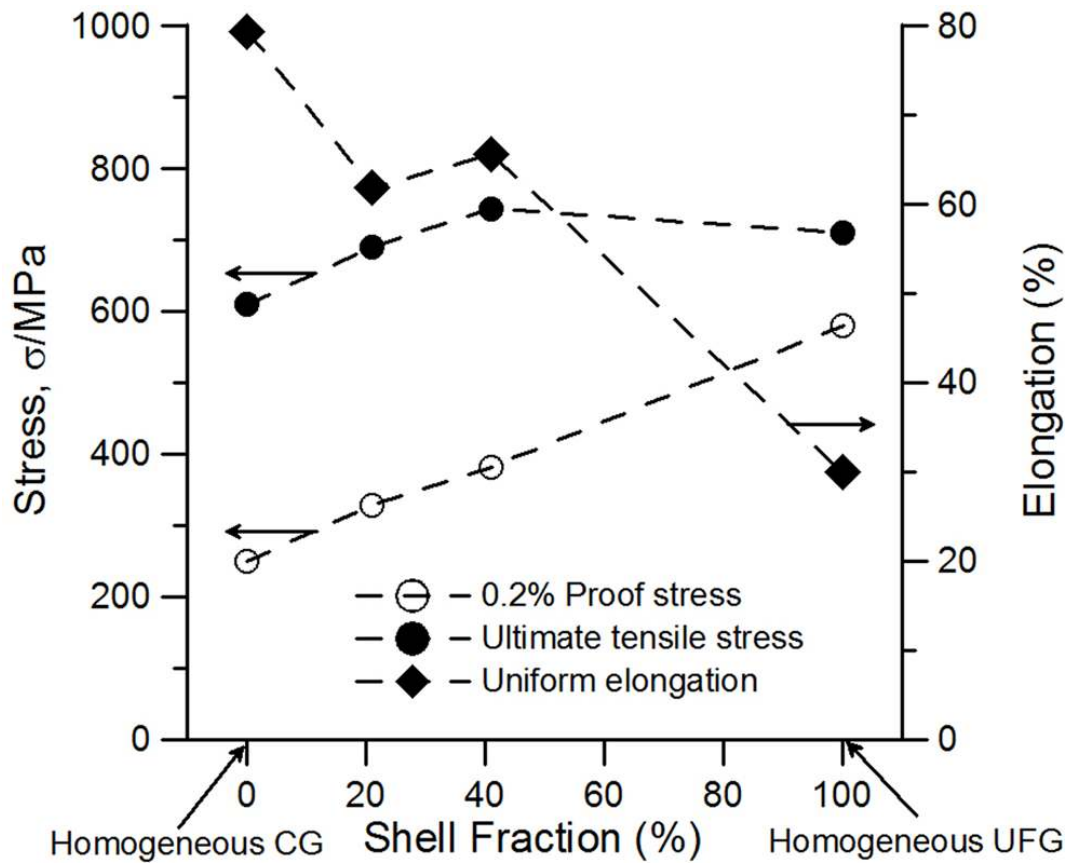 1000
800
600
400
200
0
Stress, σ/MPa
80
60
40
20
0
Elongation (%)
0.2% Proof stress
Ultimate tensile stress
Uniform elongation
0 20 40 60 80 100
Homogeneous CG
Shell Fraction (%)
Homogeneous UFG